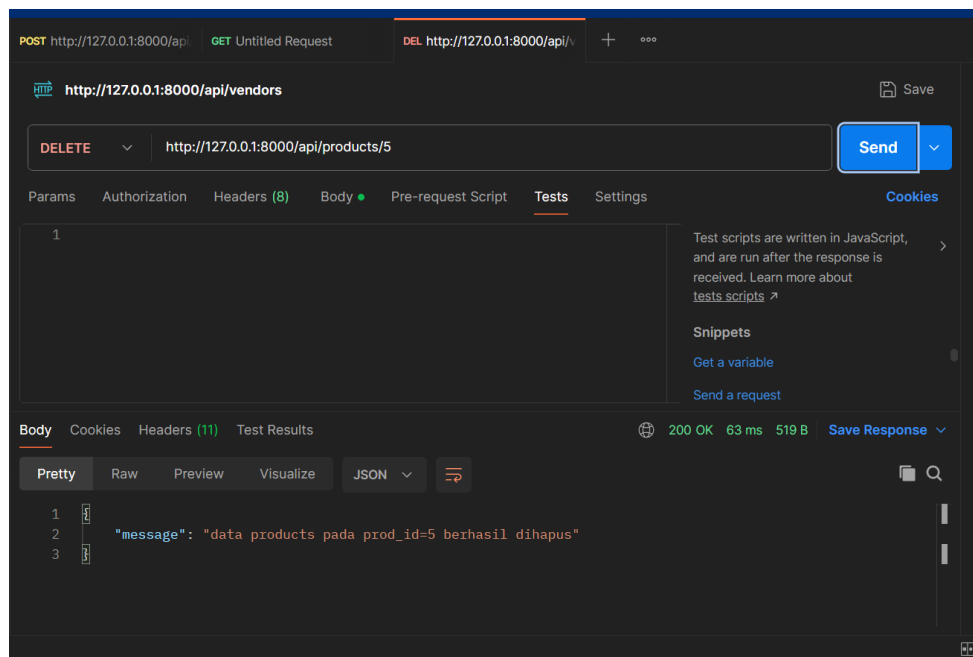 POST http://127.0.0.1:8000/api
GET Untitled Request
DEL http://127.0.0.1:8000/api/v
HTTP http://127.0.0.1:8000/api/vendors
Save
DELETE http://127.0.0.1:8000/api/products/5
Send
Params Authorization Headers (8) Body Pre-request Script Tests Settings
Cookies
1
Test scripts are written in JavaScript,
and are run after the response is
received. Learn more about
tests scripts ↗
Snippets
Get a variable
Send a request
Body Cookies Headers (11) Test Results
200 OK 63 ms 519 B Save Response
Pretty Raw Preview Visualize JSON
1 {
2 "message": "data products pada prod_id=5 berhasil dihapus"
3 }